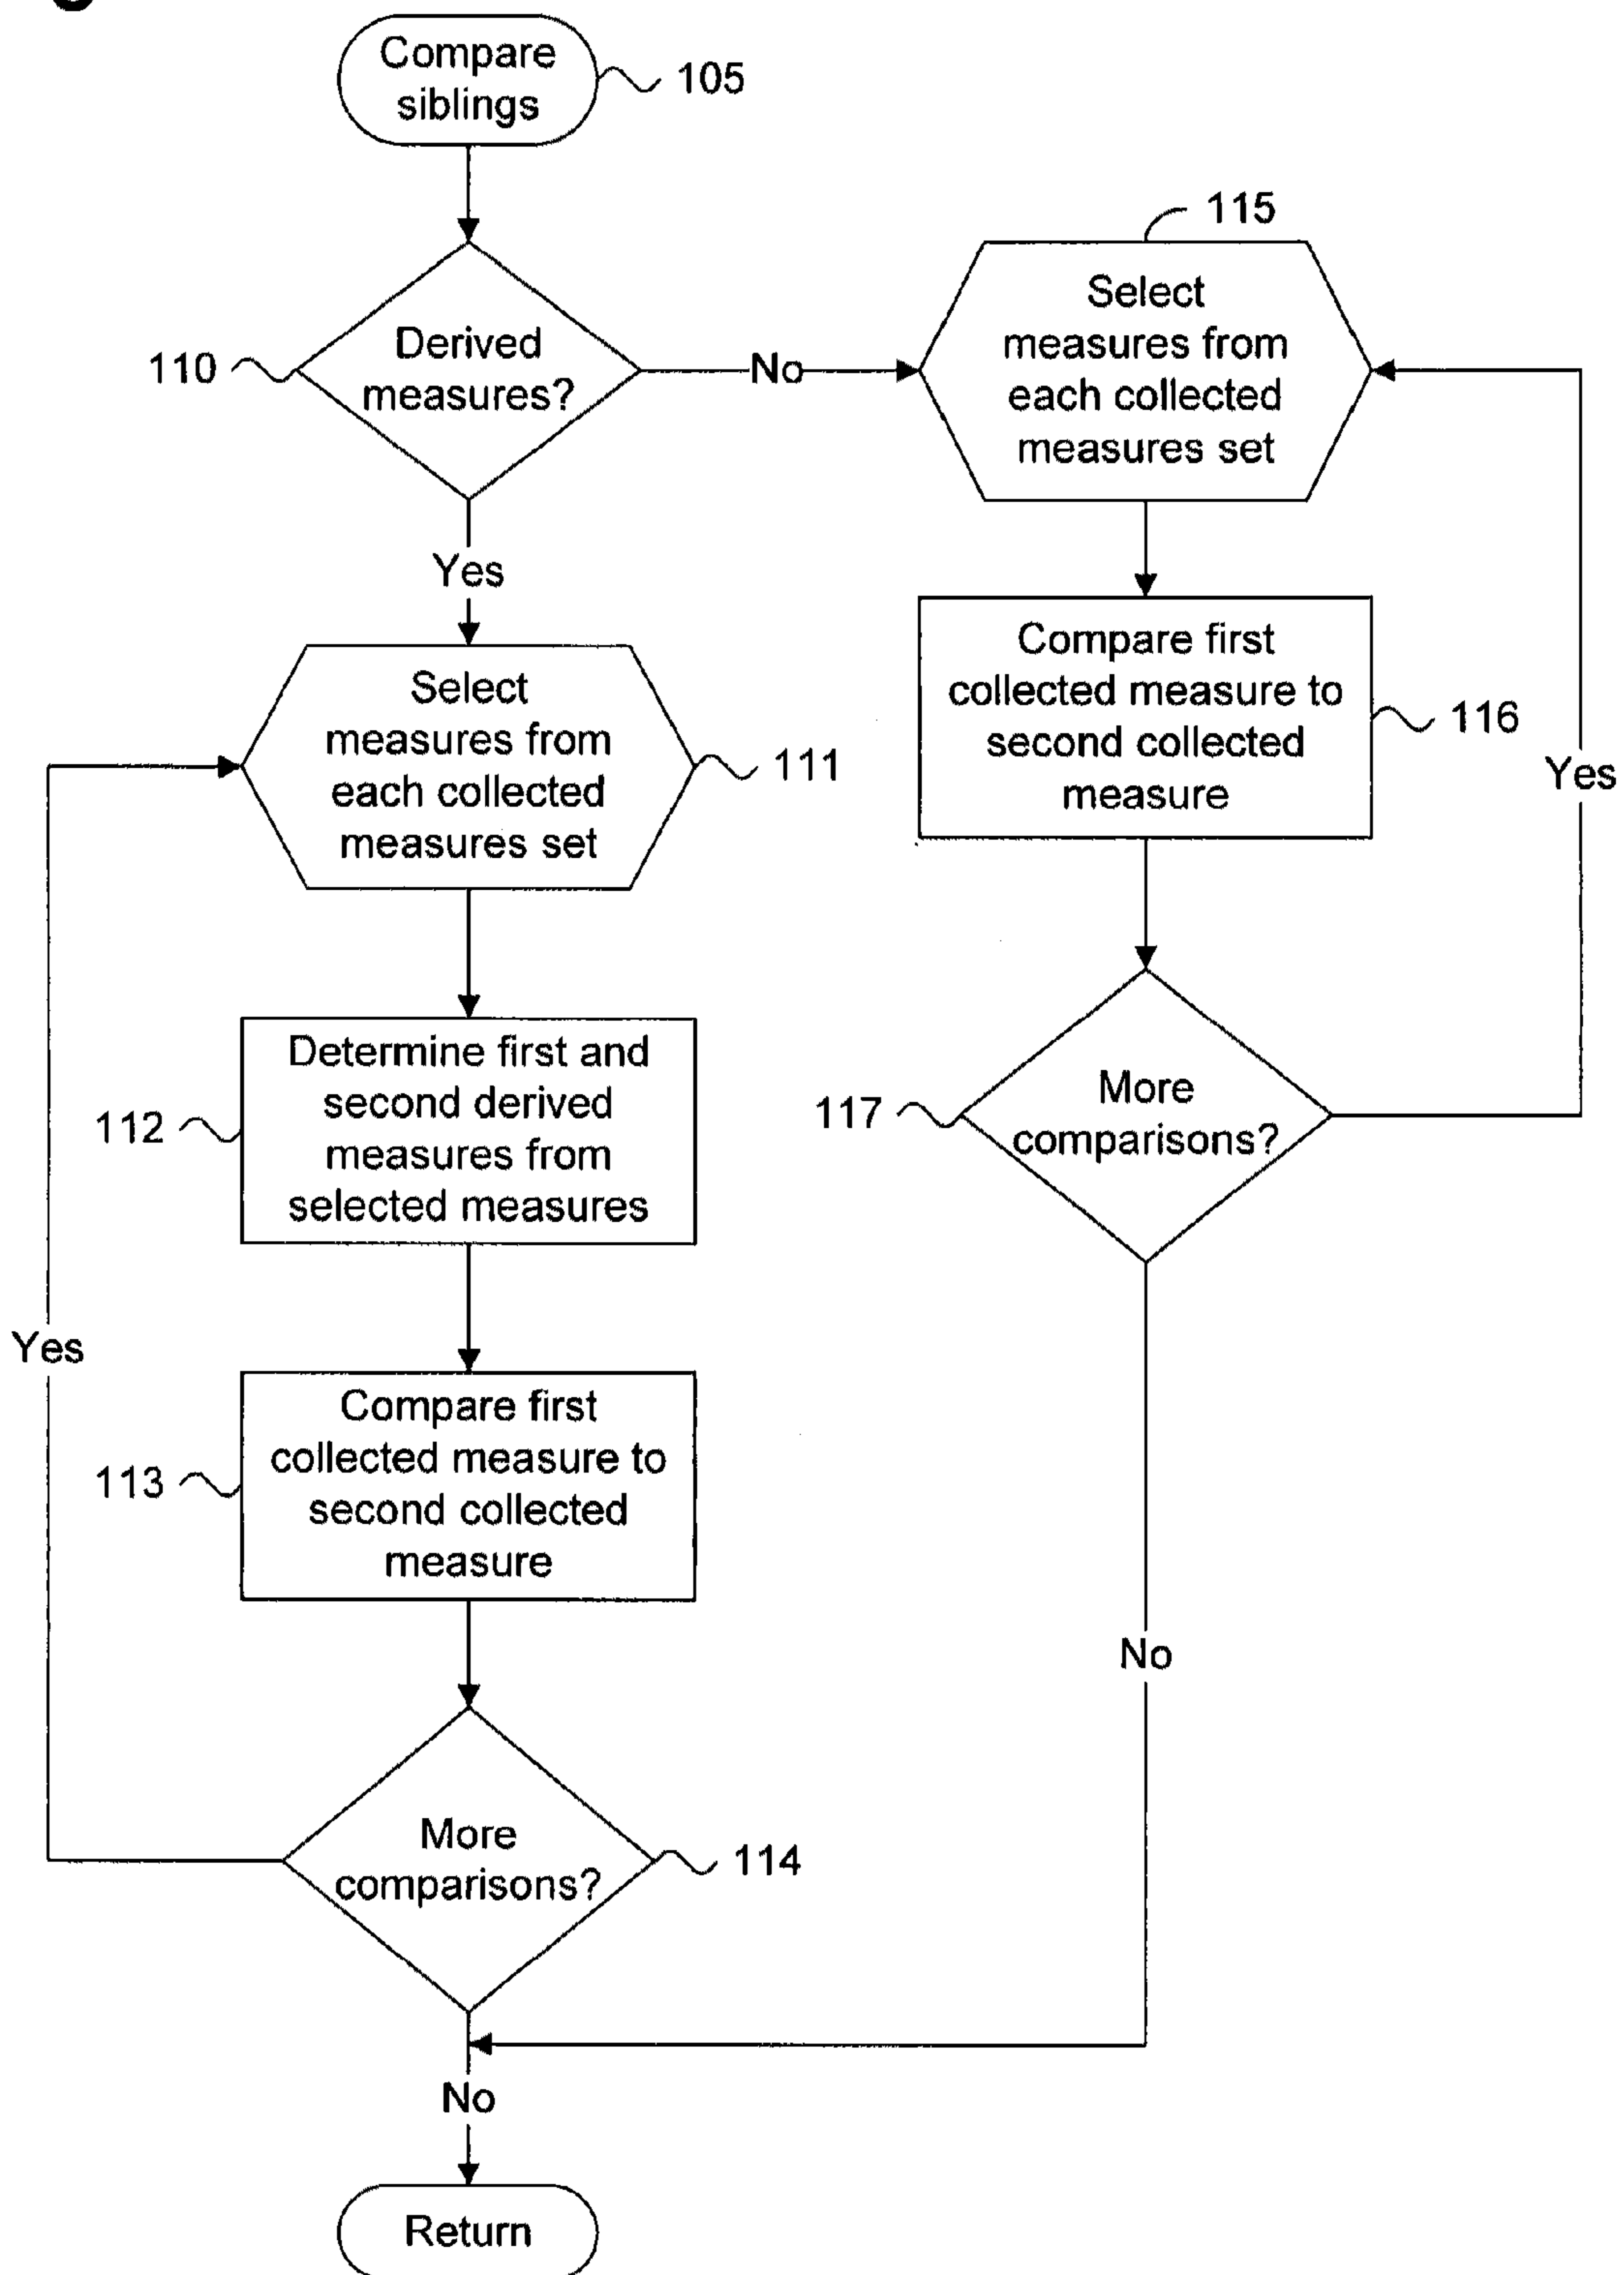 Compare
siblings
105
Derived
measures?
110
No
115
Select
measures from
each collected
measures set
Yes
Compare first
collected measure to
second collected
measure
116
Yes
Select
measures from
each collected
measures set
111
More
comparisons?
117
Determine first and
second derived
measures from
selected measures
112
Yes
Compare first
collected measure to
second collected
measure
113
No
More
comparisons?
114
No
Return